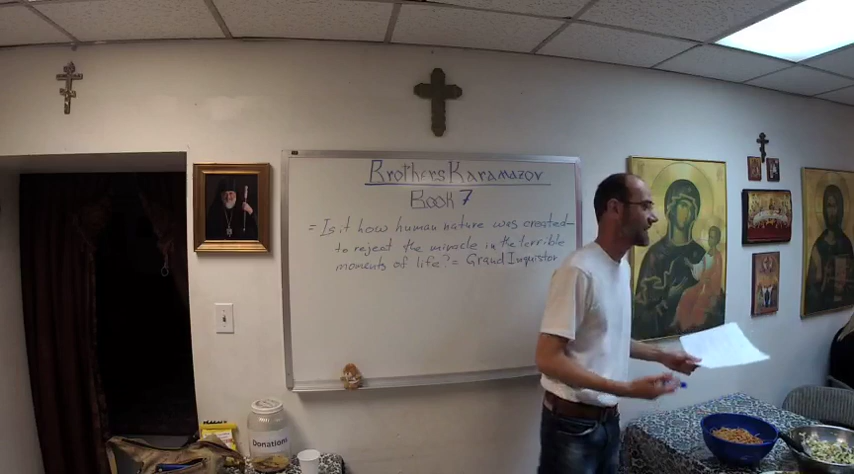 Brothers Karamazov
Book 7
= Is it how human nature was created–
to reject the miracle in the terrible
moments of life? = Grand Inquisitor
Donations